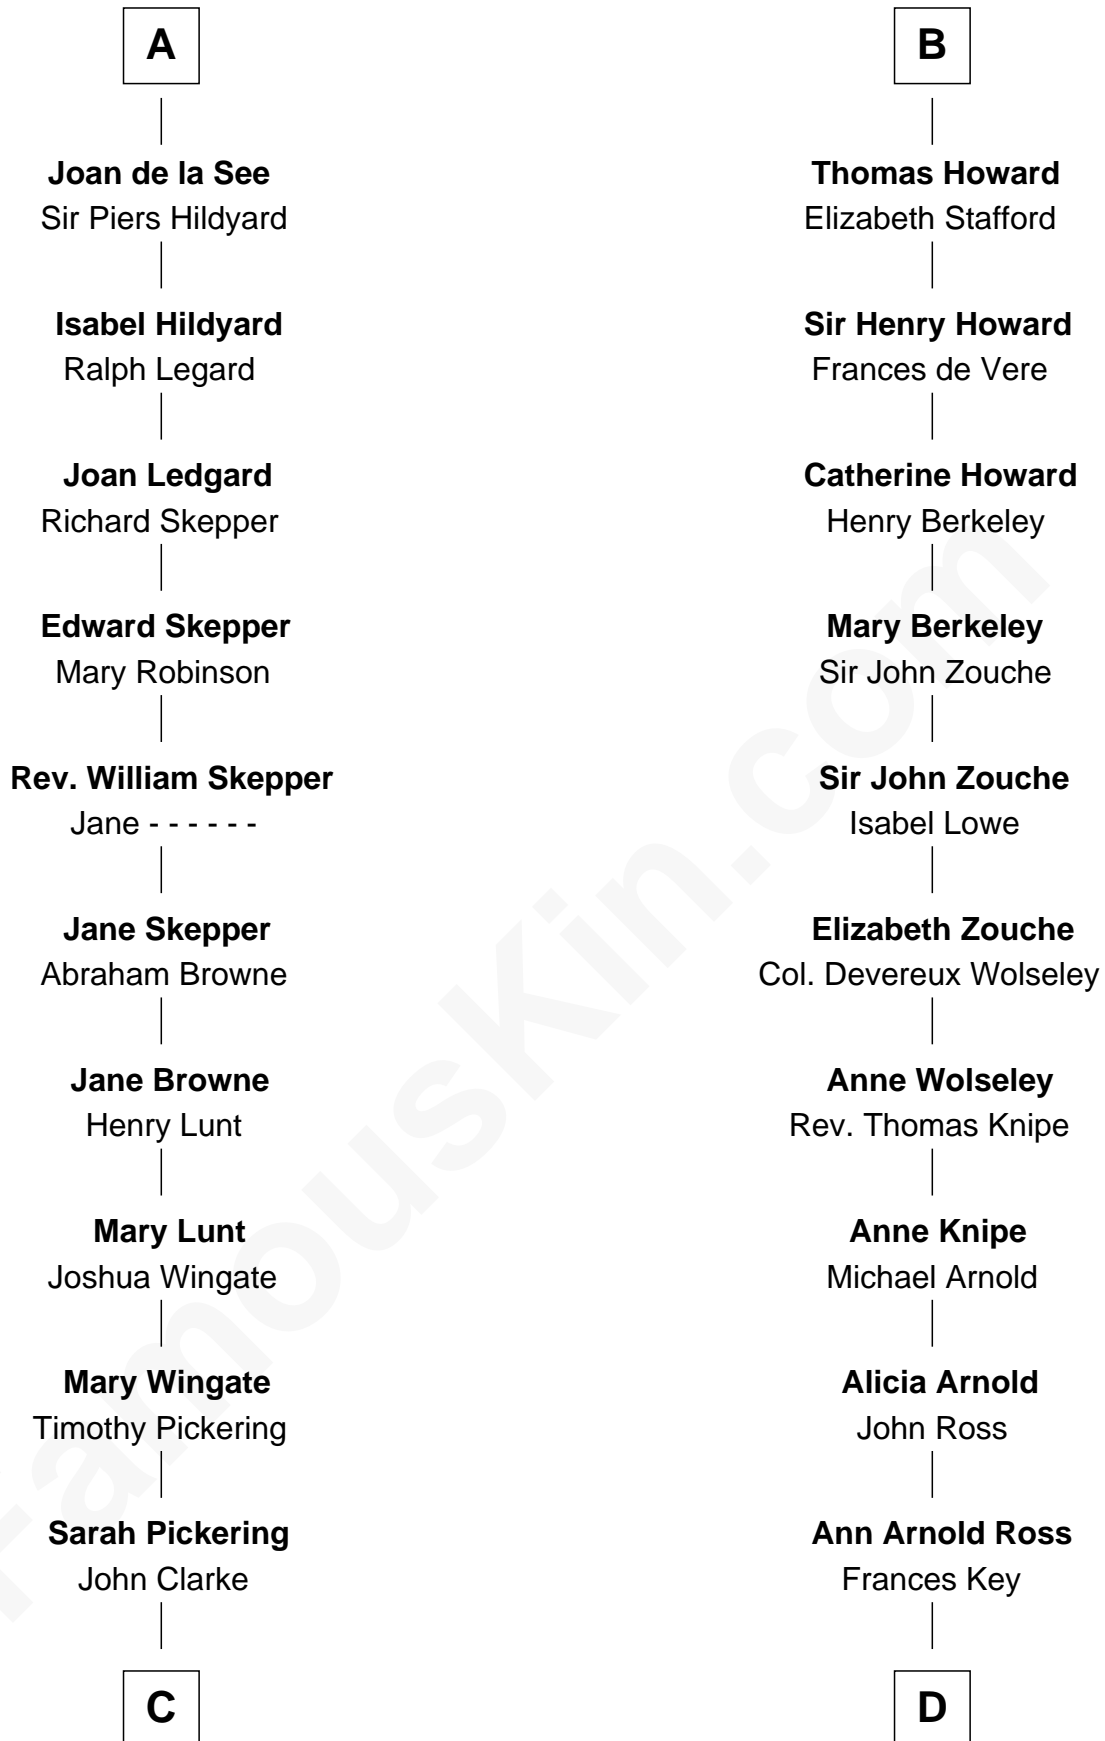 A
Joan de la See
Sir Piers Hildyard
Isabel Hildyard
Ralph Legard
Joan Ledgard
Richard Skepper
Edward Skepper
Mary Robinson
Rev. William Skepper
Jane - - - - - -
Jane Skepper
Abraham Browne
Jane Browne
Henry Lunt
Mary Lunt
Joshua Wingate
Mary Wingate
Timothy Pickering
Sarah Pickering
John Clarke
C
B
Thomas Howard
Elizabeth Stafford
Sir Henry Howard
Frances de Vere
Catherine Howard
Henry Berkeley
Mary Berkeley
Sir John Zouche
Sir John Zouche
Isabel Lowe
Elizabeth Zouche
Col. Devereux Wolseley
Anne Wolseley
Rev. Thomas Knipe
Anne Knipe
Michael Arnold
Alicia Arnold
John Ross
Ann Arnold Ross
Frances Key
D
FamousKin.com